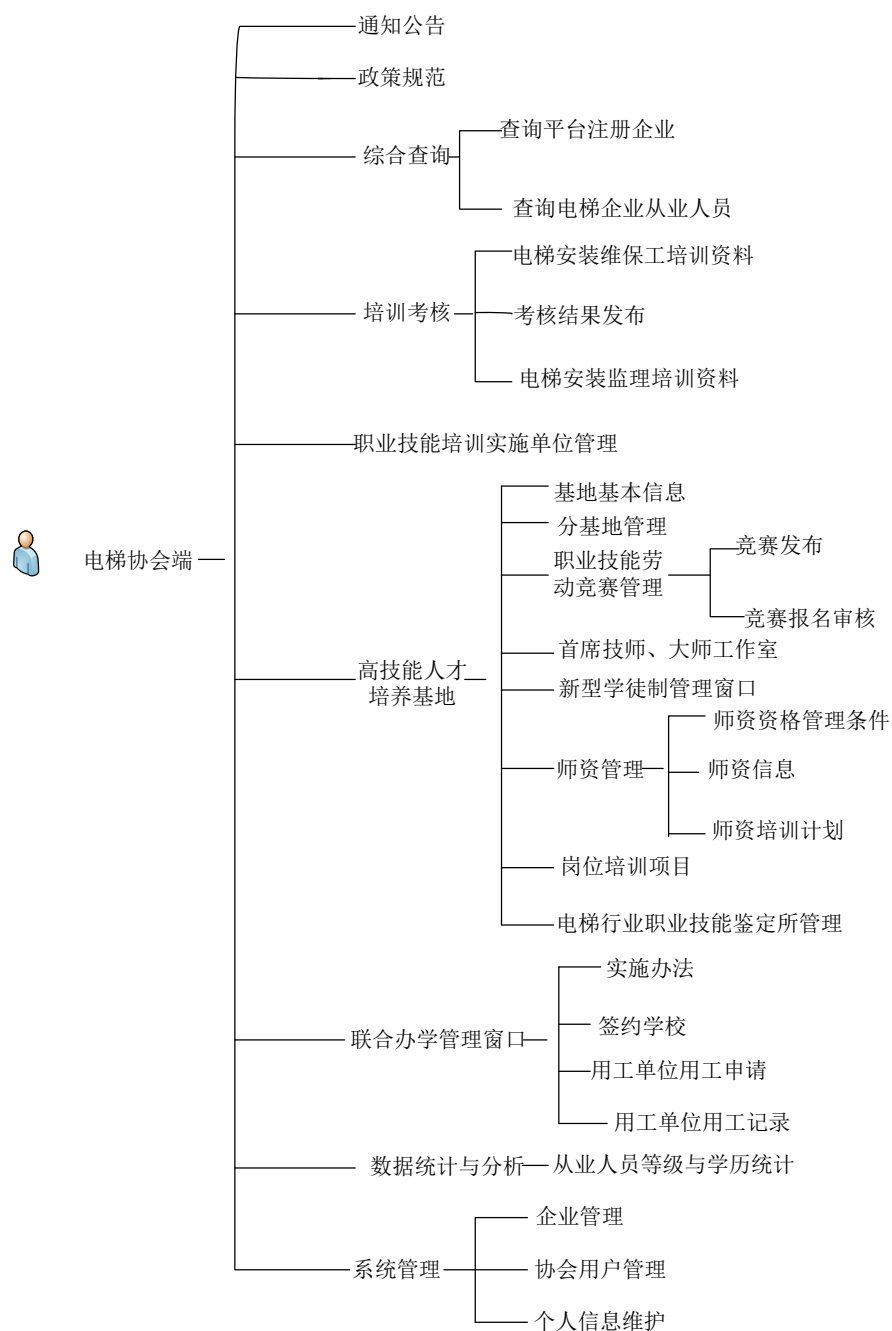 通知公告
政策规范
综合查询
查询平台注册企业
查询电梯企业从业人员
培训考核
电梯安装维保工培训资料
考核结果发布
电梯安装监理培训资料
职业技能培训实施单位管理
电梯协会端
高技能人才
培养基地
基地基本信息
分基地管理
职业技能劳
动竞赛管理
竞赛发布
竞赛报名审核
首席技师、大师工作室
新型学徒制管理窗口
师资管理
师资资格管理条件
师资信息
师资培训计划
岗位培训项目
电梯行业职业技能鉴定所管理
联合办学管理窗口
实施办法
签约学校
用工单位用工申请
用工单位用工记录
数据统计与分析
从业人员等级与学历统计
系统管理
企业管理
协会用户管理
个人信息维护